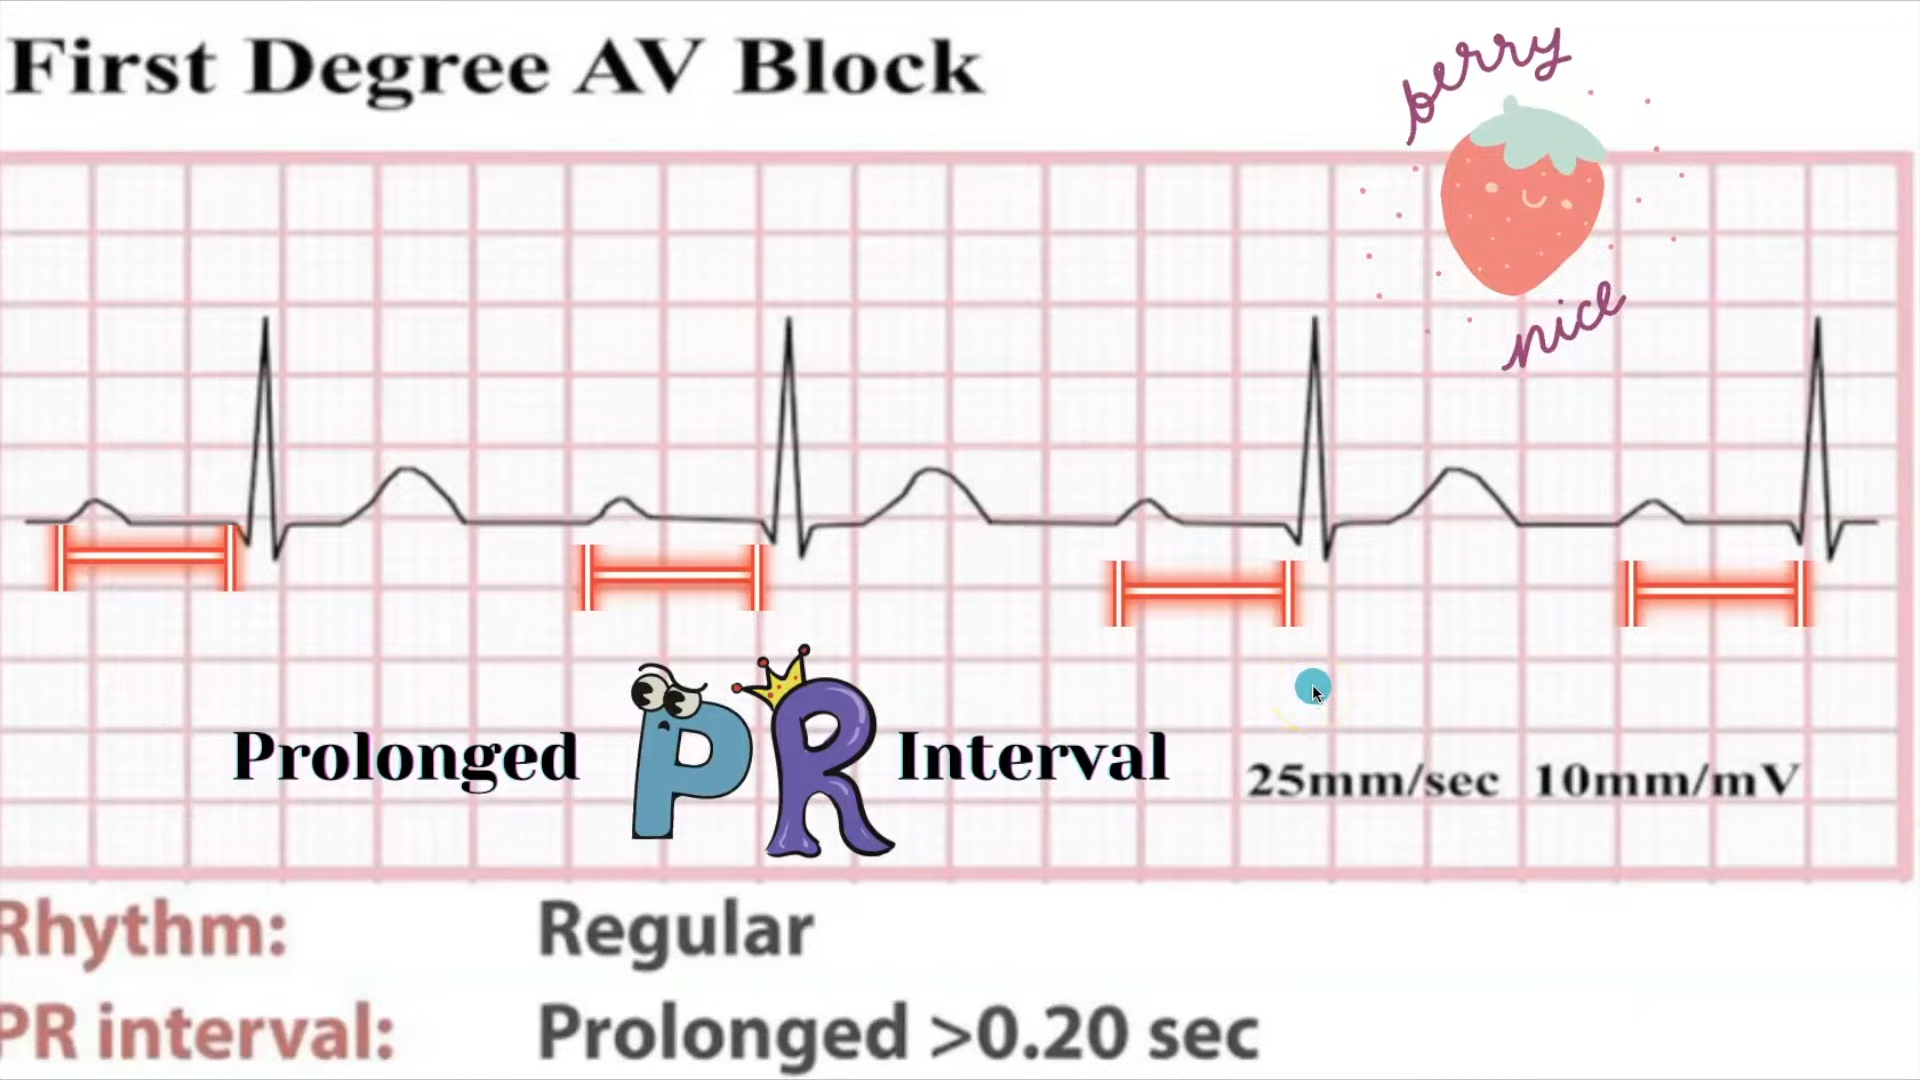 First Degree AV Block
berry
nice
Prolonged PR Interval
25mm/sec 10mm/mV
Rhythm: Regular
PR interval: Prolonged >0.20 sec